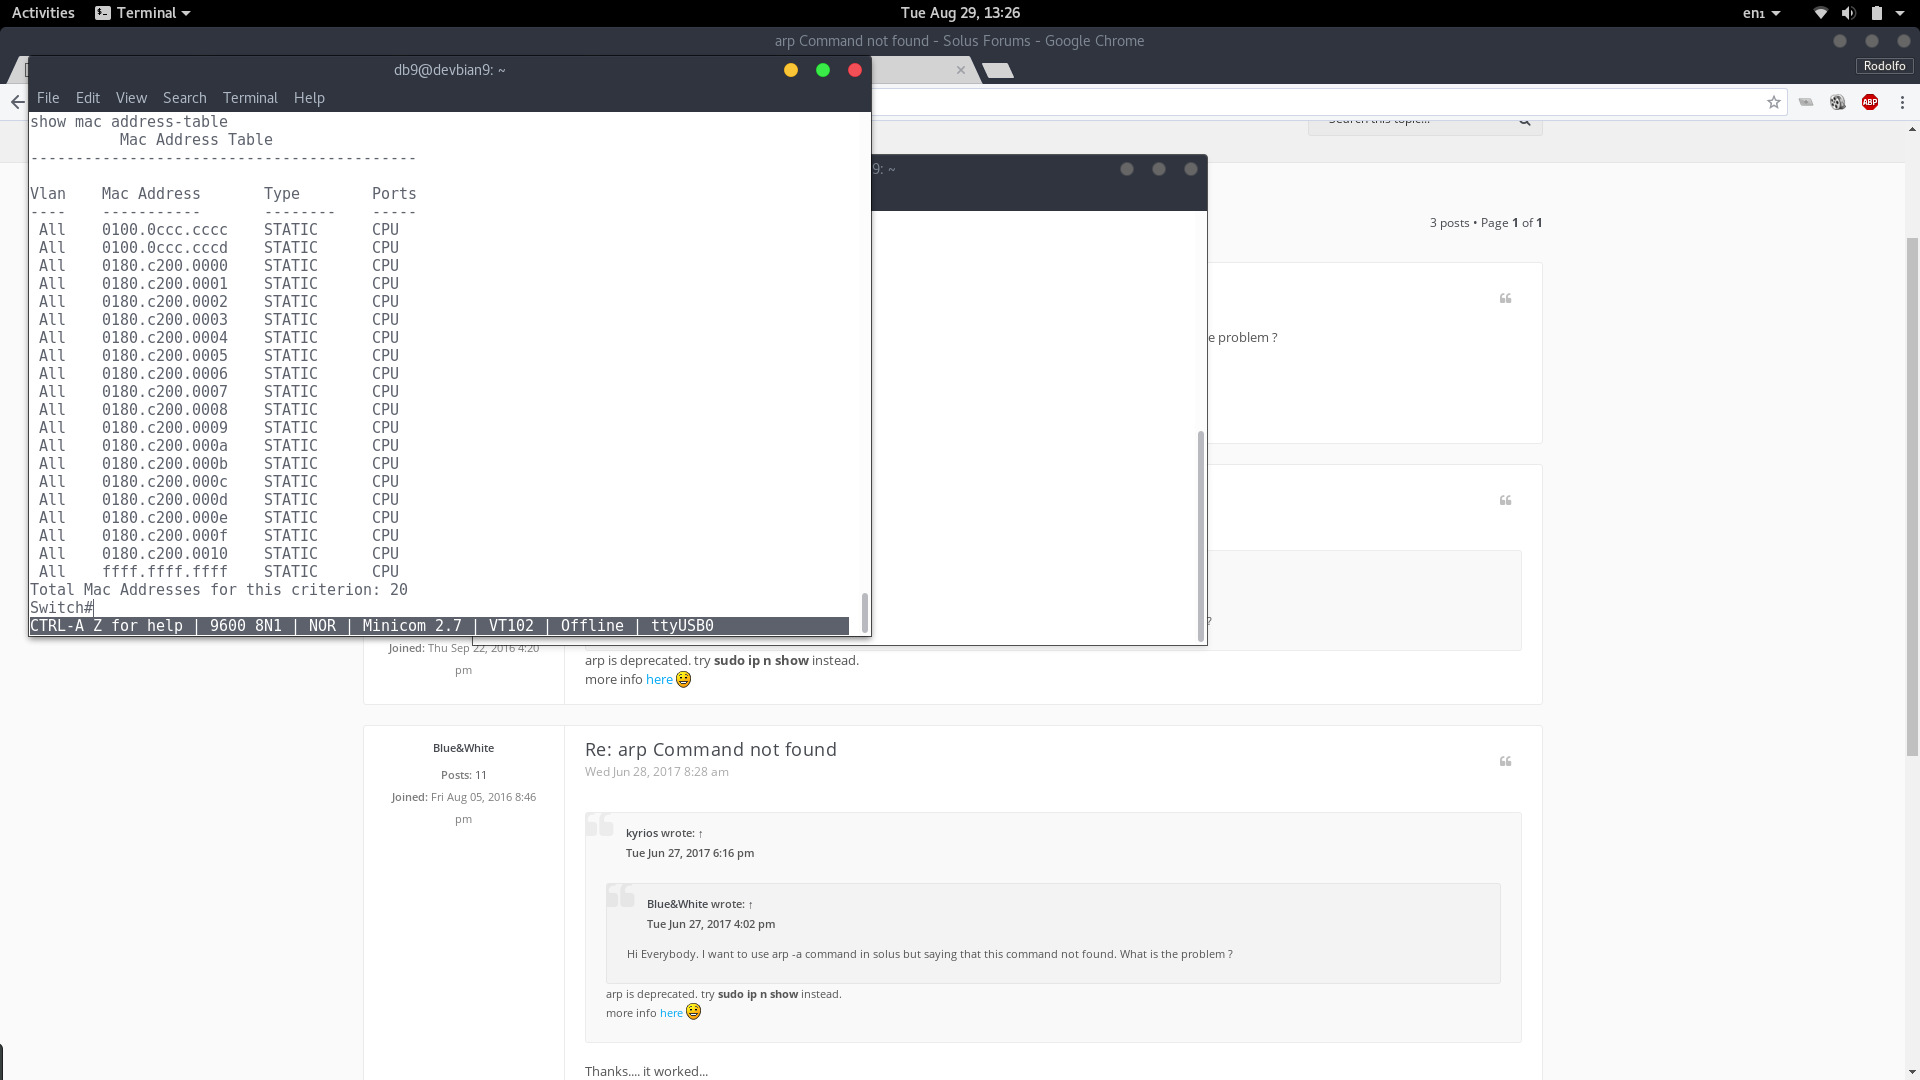 Activities
Terminal
Tue Aug 29, 13:26
en1
arp Command not found - Solus Forums - Google Chrome
Rodolfo
db9@devbian9: ~
File Edit View Search Terminal Help
ABP
show mac address-table
Mac Address Table
-------------------------------------------
Vlan Mac Address Type Ports
---- ----------- -------- -----
All 0100.0ccc.cccc STATIC CPU
All 0100.0ccc.cccd STATIC CPU
All 0180.c200.0000 STATIC CPU
All 0180.c200.0001 STATIC CPU
All 0180.c200.0002 STATIC CPU
All 0180.c200.0003 STATIC CPU
All 0180.c200.0004 STATIC CPU
All 0180.c200.0005 STATIC CPU
All 0180.c200.0006 STATIC CPU
All 0180.c200.0007 STATIC CPU
All 0180.c200.0008 STATIC CPU
All 0180.c200.0009 STATIC CPU
All 0180.c200.000a STATIC CPU
All 0180.c200.000b STATIC CPU
All 0180.c200.000c STATIC CPU
All 0180.c200.000d STATIC CPU
All 0180.c200.000e STATIC CPU
All 0180.c200.000f STATIC CPU
All 0180.c200.0010 STATIC CPU
All ffff.ffff.ffff STATIC CPU
Total Mac Addresses for this criterion: 20
Switch#
CTRL-A Z for help | 9600 8N1 | NOR | Minicom 2.7 | VT102 | Offline | ttyUSB0
9: ~
Search this topic...
3 posts • Page 1 of 1
e problem ?
?
Joined: Thu Sep 22, 2016 4:20
pm
arp is deprecated. try sudo ip n show instead.
more info here
Blue&White
Posts: 11
Joined: Fri Aug 05, 2016 8:46
pm
Re: arp Command not found
Wed Jun 28, 2017 8:28 am
kyrios wrote: ↑
Tue Jun 27, 2017 6:16 pm
Blue&White wrote: ↑
Tue Jun 27, 2017 4:02 pm
Hi Everybody. I want to use arp -a command in solus but saying that this command not found. What is the problem ?
arp is deprecated. try sudo ip n show instead.
more info here
Thanks.... it worked...